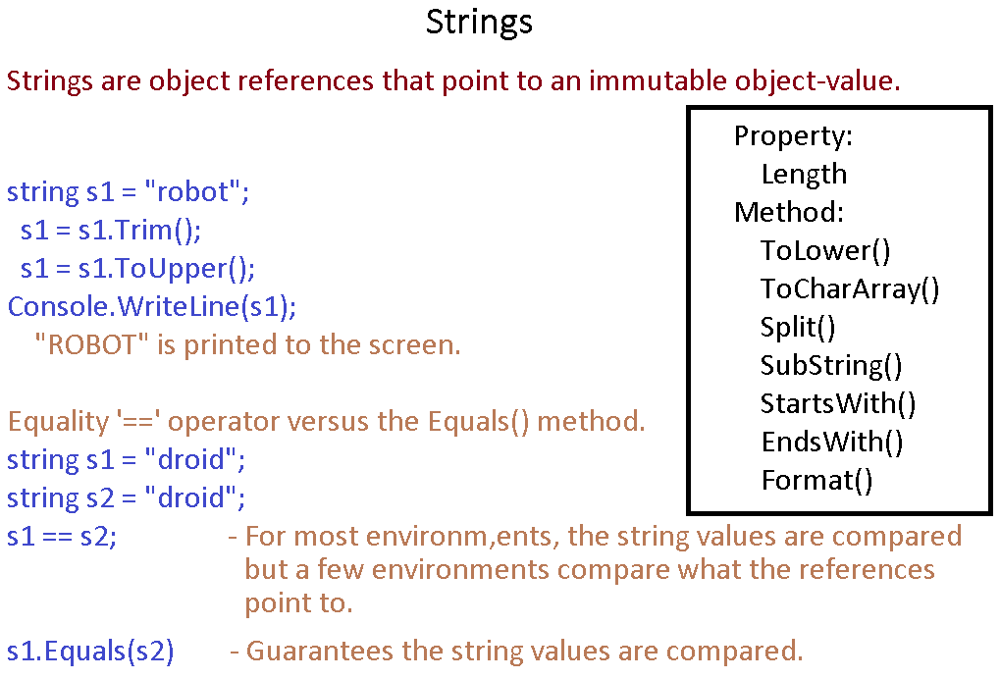 Strings
Strings are object references that point to an immutable object-value.
string s1 = "robot";
s1 = s1.Trim();
s1 = s1.ToUpper();
Console.WriteLine(s1);
"ROBOT" is printed to the screen.
Property:
Length
Method:
ToLower()
ToCharArray()
Split()
SubString()
StartsWith()
EndsWith()
Format()
Equality '==' operator versus the Equals() method.
string s1 = "droid";
string s2 = "droid";
s1 == s2; - For most environm,ents, the string values are compared
but a few environments compare what the references
point to.
s1.Equals(s2) - Guarantees the string values are compared.